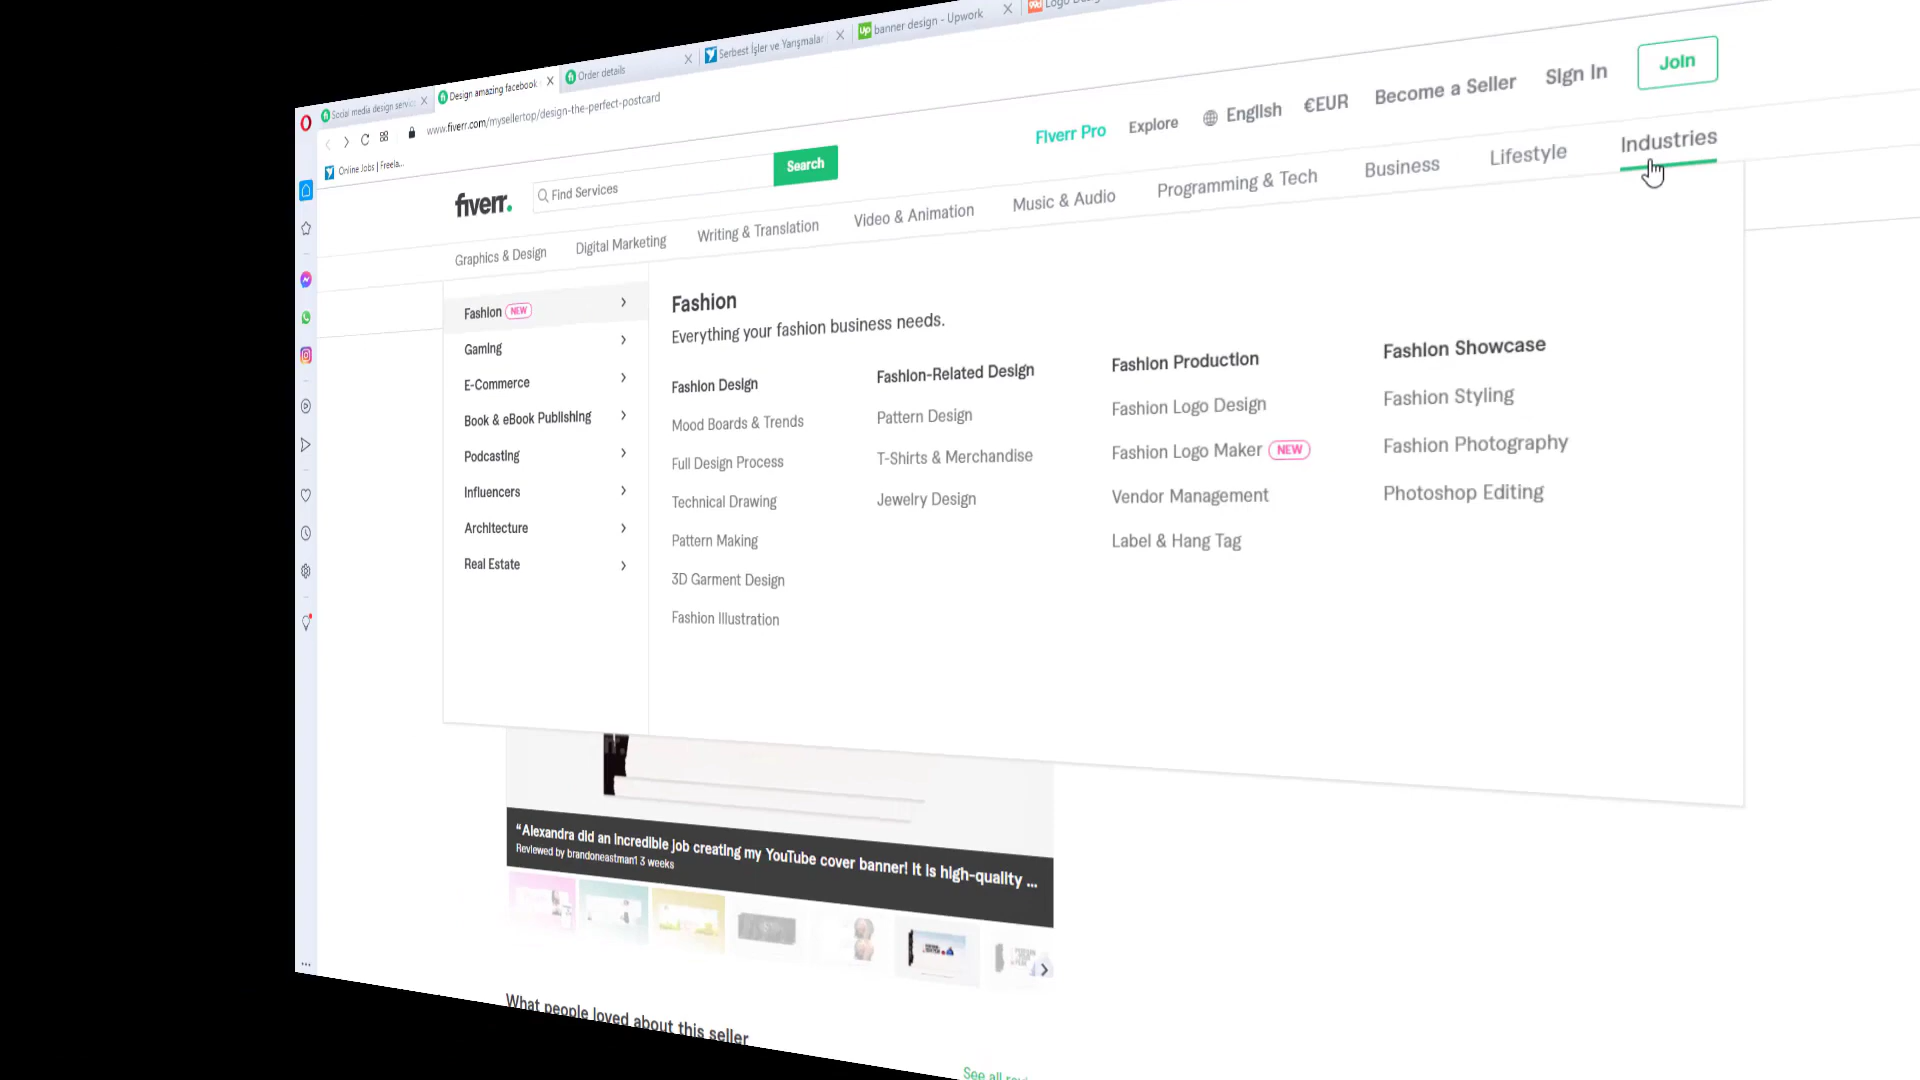 Social media design servic
Design amazing facebook
Order details
Serbest İşler ve Yarışmalar
banner design - Upwork
www.fiverr.com/mysellertop/design-the-perfect-postcard
Online Jobs | Freela...
fiverr.
Find Services
Search
Fiverr Pro
Explore
English
€EUR
Become a Seller
Sign In
Join
Graphics & Design
Digital Marketing
Writing & Translation
Video & Animation
Music & Audio
Programming & Tech
Business
Lifestyle
Industries
Fashion NEW
Gaming
E-Commerce
Book & eBook Publishing
Podcasting
Influencers
Architecture
Real Estate
Fashion
Everything your fashion business needs.
Fashion Design
Mood Boards & Trends
Full Design Process
Technical Drawing
Pattern Making
3D Garment Design
Fashion Illustration
Fashion-Related Design
Pattern Design
T-Shirts & Merchandise
Jewelry Design
Fashion Production
Fashion Logo Design
Fashion Logo Maker NEW
Vendor Management
Label & Hang Tag
Fashion Showcase
Fashion Styling
Fashion Photography
Photoshop Editing
“Alexandra did an incredible job creating my YouTube cover banner! It is high-quality ...
Reviewed by brandoneastman1 3 weeks
What people loved about this seller
See all